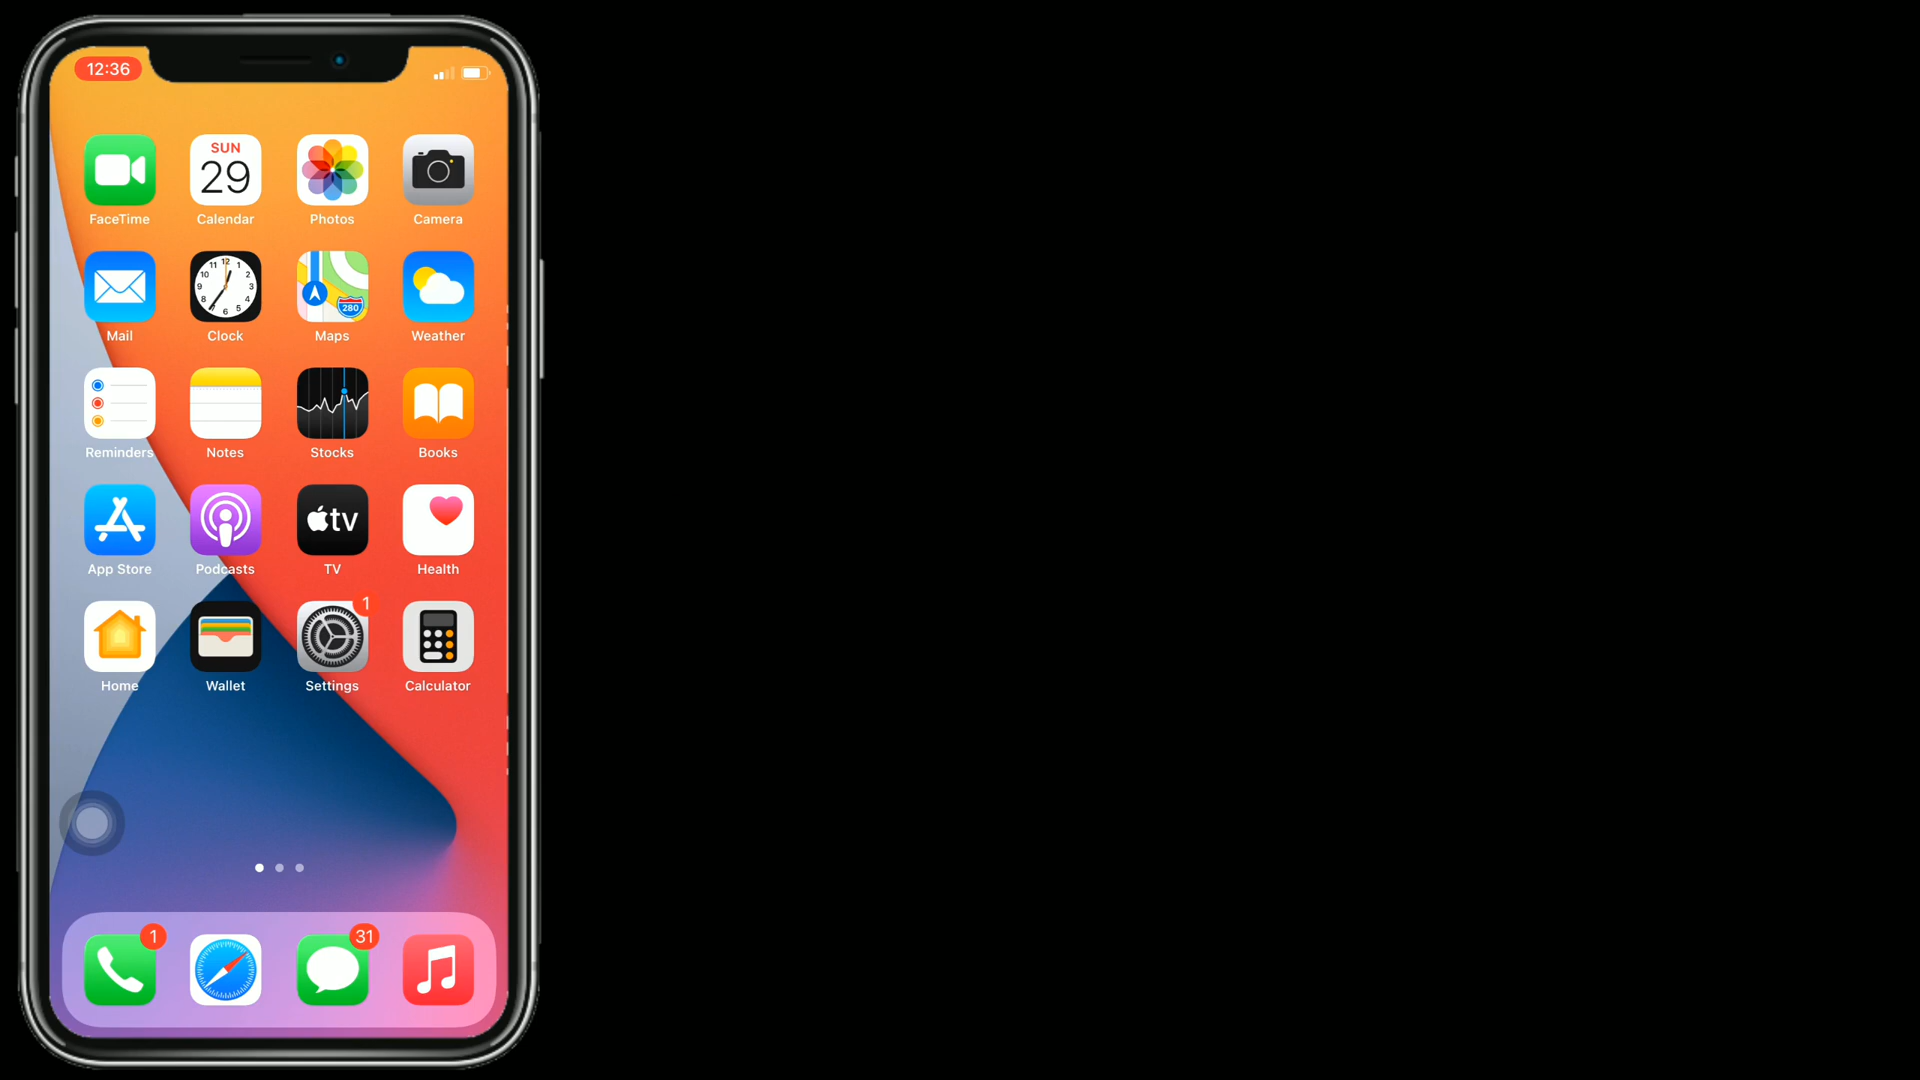 12:36
SUN
29
FaceTime Calendar Photos Camera
280
Mail Clock Maps Weather
Reminders Notes Stocks Books
tv
App Store Podcasts TV Health
1
Home Wallet Settings Calculator
1 31